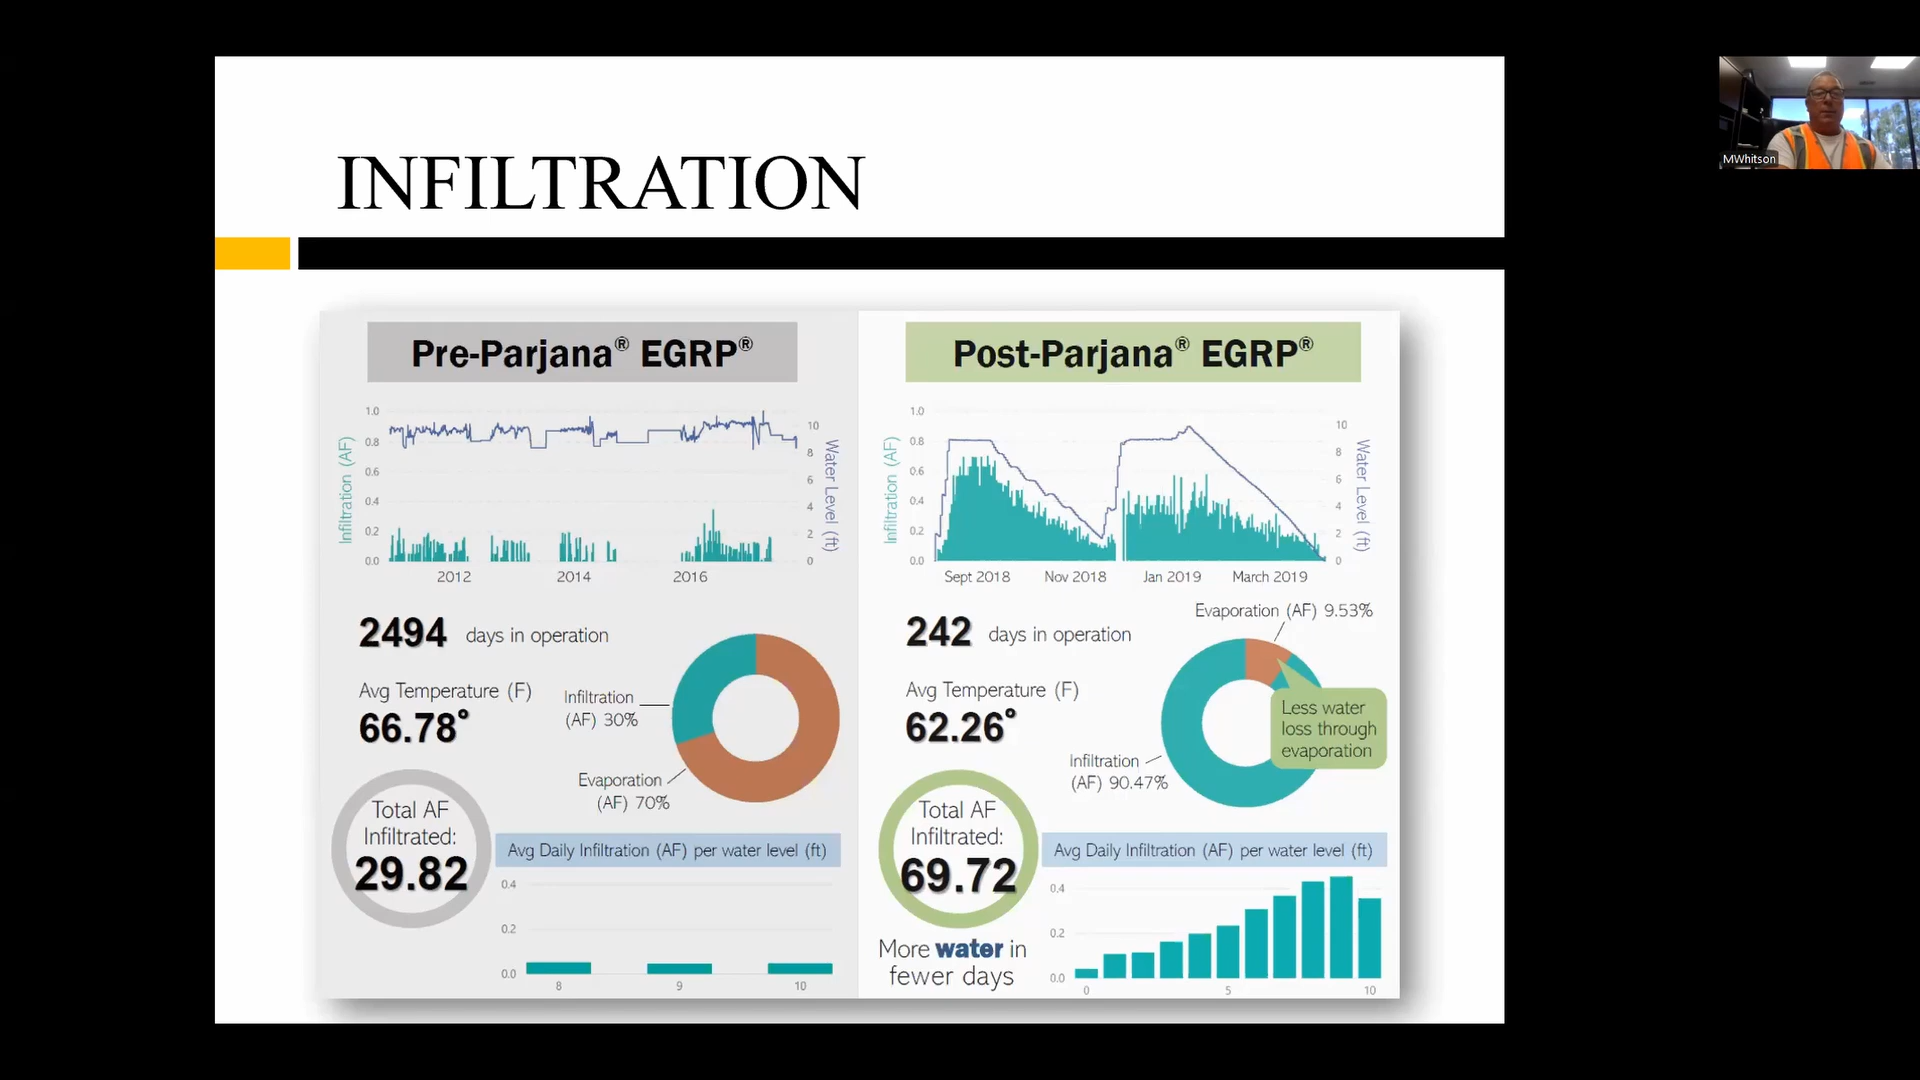 INFILTRATION
MWhitson
Pre-Parjana® EGRP®
1.0
0.8
0.6
0.4
0.2
0.0
Infiltration (AF)
10
8
6
4
2
0
Water Level (ft)
2012 2014 2016
2494 days in operation
Avg Temperature (F)
66.78°
Infiltration
(AF) 30%
Evaporation
(AF) 70%
Total AF
Infiltrated:
29.82
Avg Daily Infiltration (AF) per water level (ft)
0.4
0.2
0.0
8 9 10
Post-Parjana® EGRP®
1.0
0.8
0.6
0.4
0.2
0.0
Infiltration (AF)
10
8
6
4
2
0
Water Level (ft)
Sept 2018 Nov 2018 Jan 2019 March 2019
242 days in operation
Evaporation (AF) 9.53%
Avg Temperature (F)
62.26°
Less water
loss through
evaporation
Infiltration
(AF) 90.47%
Total AF
Infiltrated:
69.72
More water in
fewer days
Avg Daily Infiltration (AF) per water level (ft)
0.4
0.2
0.0
0 5 10